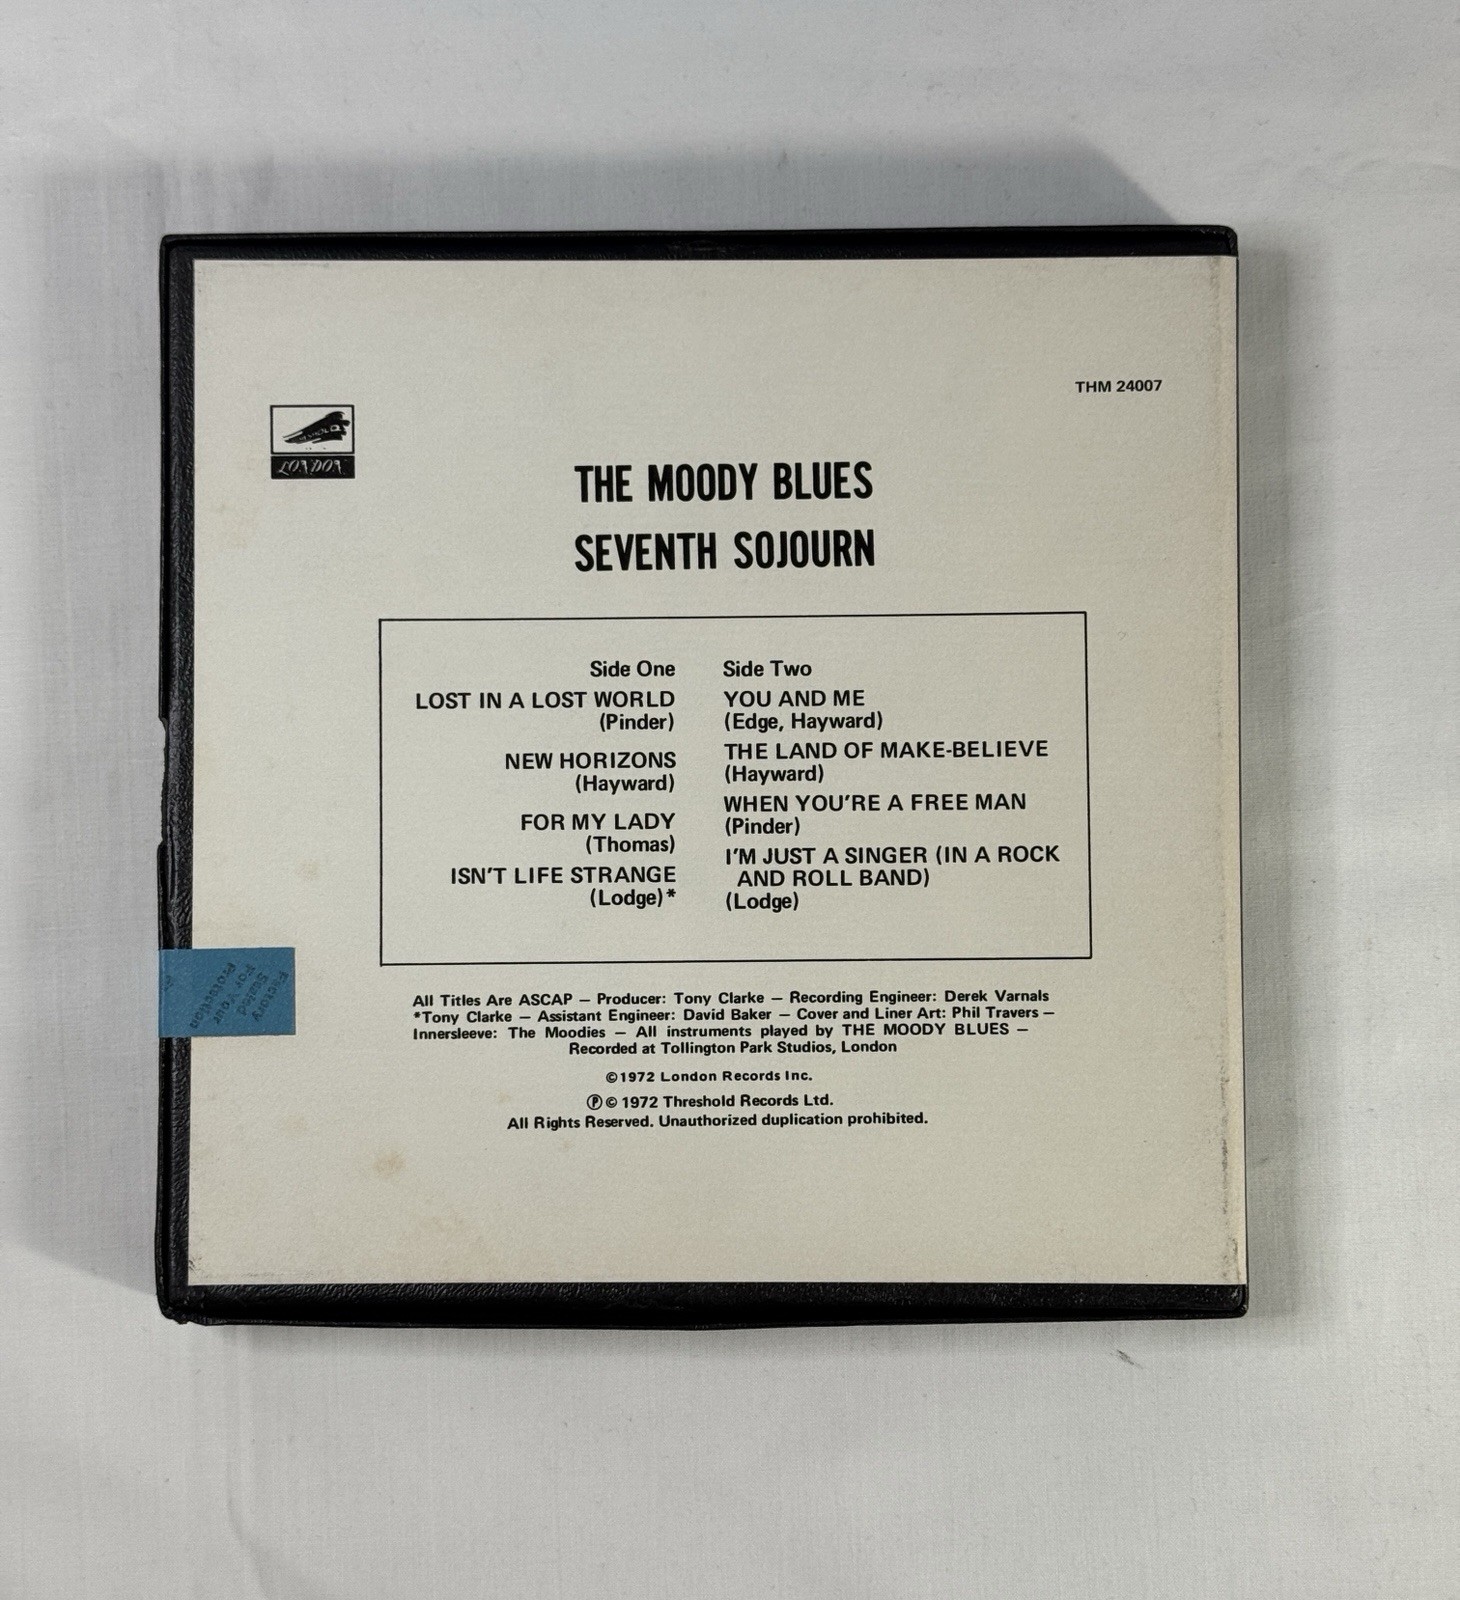 THM 24007
LONDON
THE MOODY BLUES
SEVENTH SOJOURN
Side One
LOST IN A LOST WORLD
(Pinder)
NEW HORIZONS
(Hayward)
FOR MY LADY
(Thomas)
ISN'T LIFE STRANGE
(Lodge)*
Side Two
YOU AND ME
(Edge, Hayward)
THE LAND OF MAKE-BELIEVE
(Hayward)
WHEN YOU'RE A FREE MAN
(Pinder)
I'M JUST A SINGER (IN A ROCK
AND ROLL BAND)
(Lodge)
Factory
Sealed
For Your
Protection
All Titles Are ASCAP — Producer: Tony Clarke — Recording Engineer: Derek Varnals
*Tony Clarke — Assistant Engineer: David Baker — Cover and Liner Art: Phil Travers —
Innersleeve: The Moodies — All instruments played by THE MOODY BLUES —
Recorded at Tollington Park Studios, London
©1972 London Records Inc.
℗© 1972 Threshold Records Ltd.
All Rights Reserved. Unauthorized duplication prohibited.